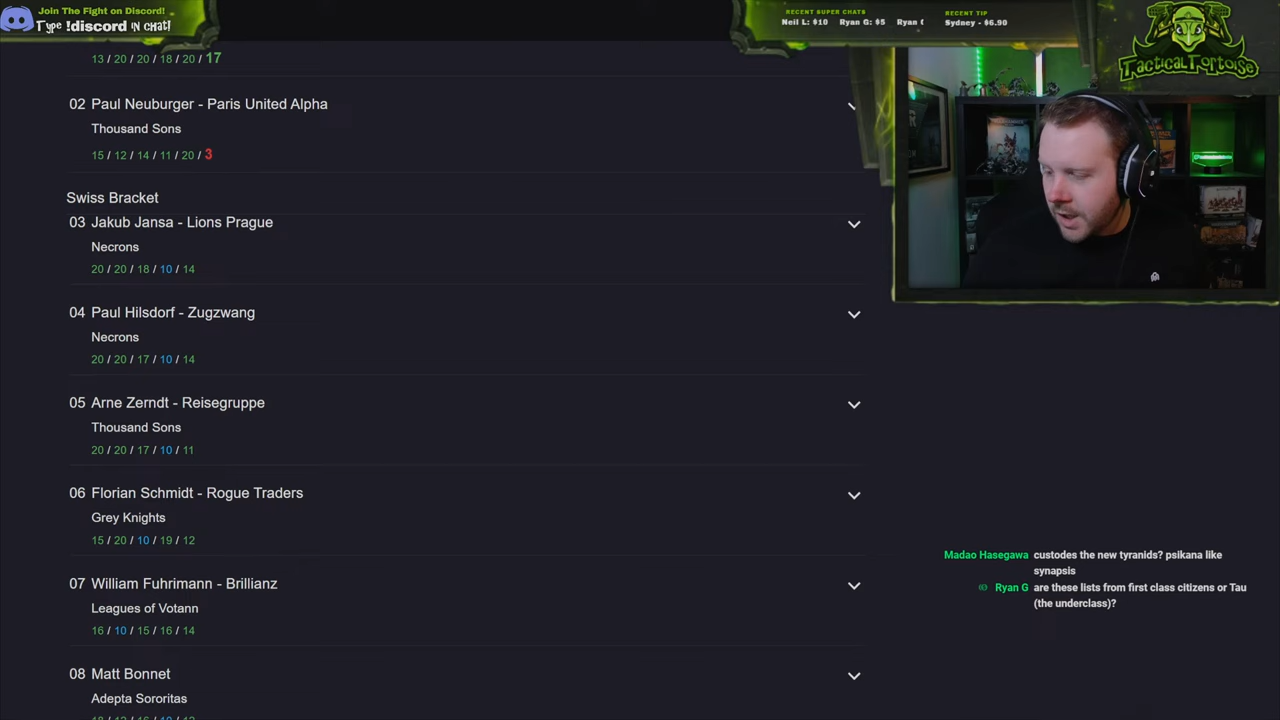 Join The Fight on Discord!
Type !discord in chat!
RECENT SUPER CHATS
Neil L: $10 Ryan G: $5 Ryan
RECENT TIP
Sydney - $6.90
TacticalTortoise
13 / 20 / 20 / 18 / 20 / 17
02 Paul Neuburger - Paris United Alpha
Thousand Sons
15 / 12 / 14 / 11 / 20 / 3
Swiss Bracket
03 Jakub Jansa - Lions Prague
Necrons
20 / 20 / 18 / 10 / 14
04 Paul Hilsdorf - Zugzwang
Necrons
20 / 20 / 17 / 10 / 14
05 Arne Zerndt - Reisegruppe
Thousand Sons
20 / 20 / 17 / 10 / 11
06 Florian Schmidt - Rogue Traders
Grey Knights
15 / 20 / 10 / 19 / 12
07 William Fuhrimann - Brillianz
Leagues of Votann
16 / 10 / 15 / 16 / 14
08 Matt Bonnet
Adepta Sororitas
Madao Hasegawa custodes the new tyranids? psikana like
synapsis
Ryan G are these lists from first class citizens or Tau
(the underclass)?